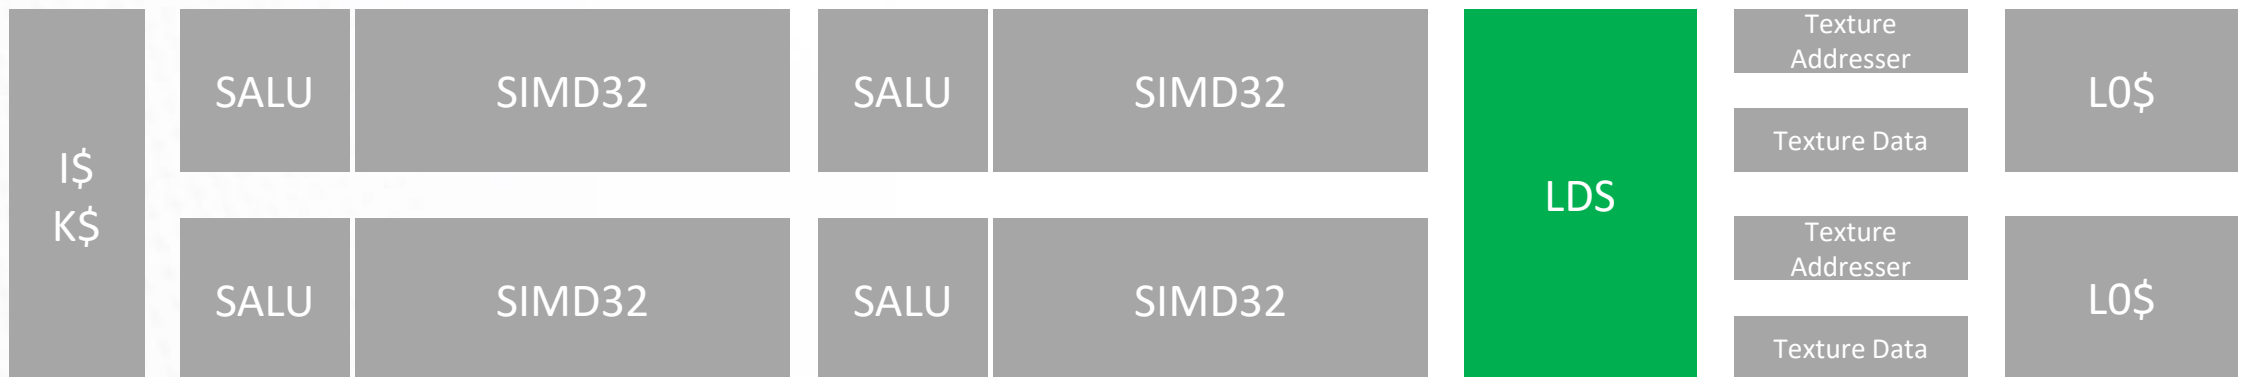 I$
K$
SALU
SIMD32
SALU
SIMD32
SALU
SIMD32
SALU
SIMD32
LDS
Texture
Addresser
Texture Data
Texture
Addresser
Texture Data
L0$
L0$